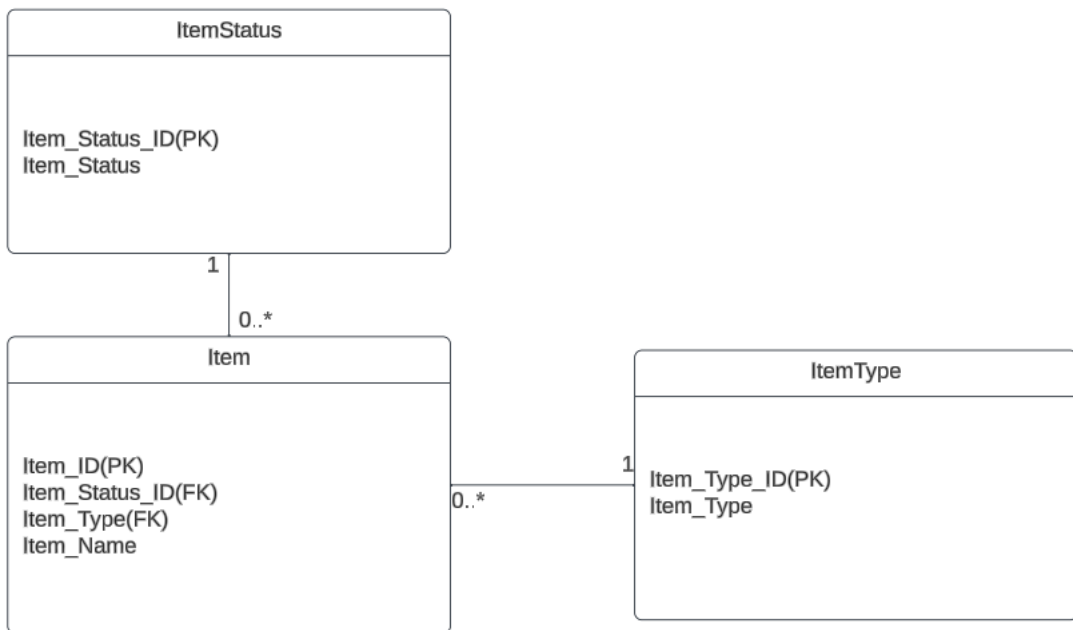 ItemStatus
Item_Status_ID(PK)
Item_Status
1
0..*
Item
Item_ID(PK)
Item_Status_ID(FK)
Item_Type(FK)
Item_Name
0..*
1
ItemType
Item_Type_ID(PK)
Item_Type